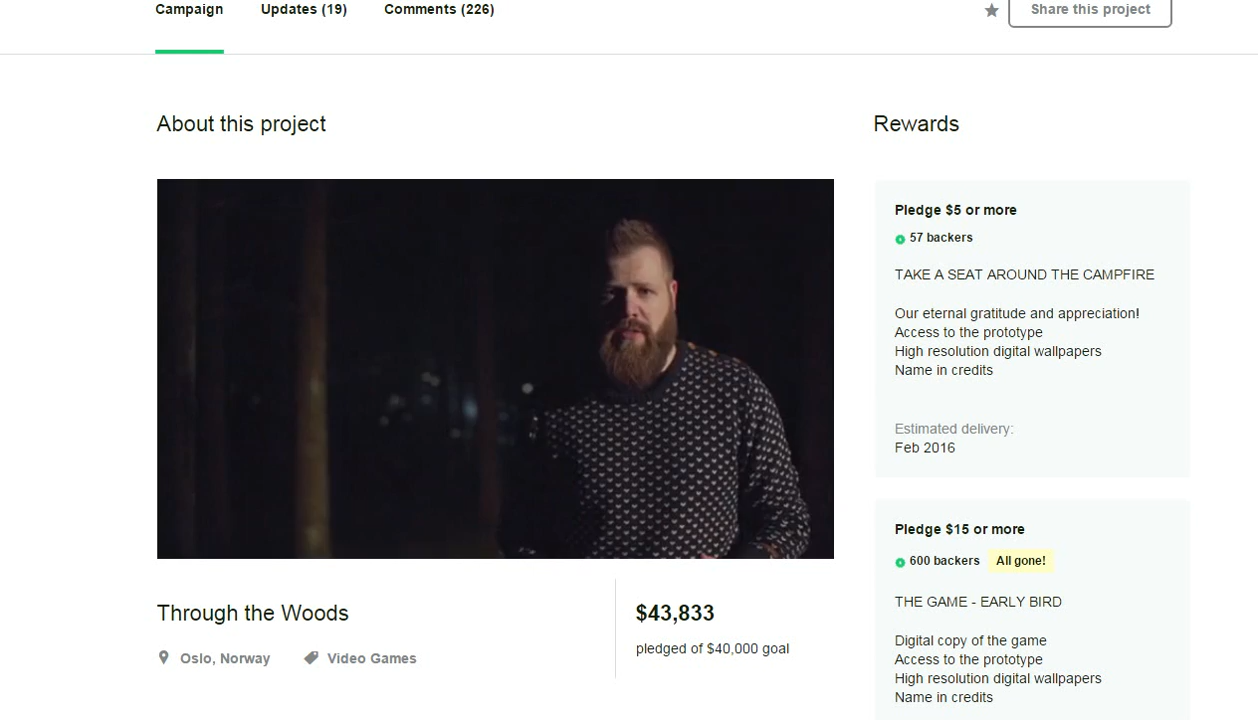 Campaign
Updates (19)
Comments (226)
Share this project
About this project
Rewards
Pledge $5 or more
57 backers
TAKE A SEAT AROUND THE CAMPFIRE
Our eternal gratitude and appreciation!
Access to the prototype
High resolution digital wallpapers
Name in credits
Estimated delivery:
Feb 2016
Pledge $15 or more
600 backers All gone!
THE GAME - EARLY BIRD
Digital copy of the game
Access to the prototype
High resolution digital wallpapers
Name in credits
Through the Woods
Oslo, Norway
Video Games
$43,833
pledged of $40,000 goal